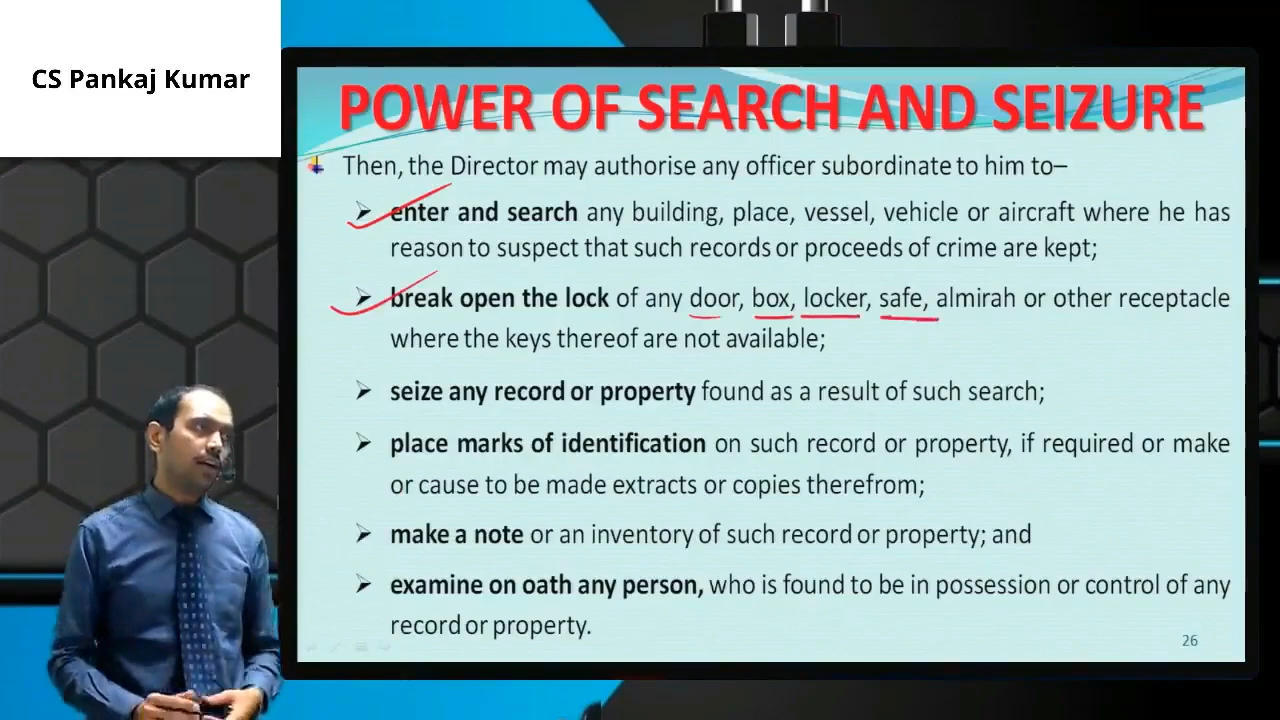 CS Pankaj Kumar
POWER OF SEARCH AND SEIZURE
Then, the Director may authorise any officer subordinate to him to–
enter and search any building, place, vessel, vehicle or aircraft where he has
reason to suspect that such records or proceeds of crime are kept;
break open the lock of any door, box, locker, safe, almirah or other receptacle
where the keys thereof are not available;
seize any record or property found as a result of such search;
place marks of identification on such record or property, if required or make
or cause to be made extracts or copies therefrom;
make a note or an inventory of such record or property; and
examine on oath any person, who is found to be in possession or control of any
record or property.
26